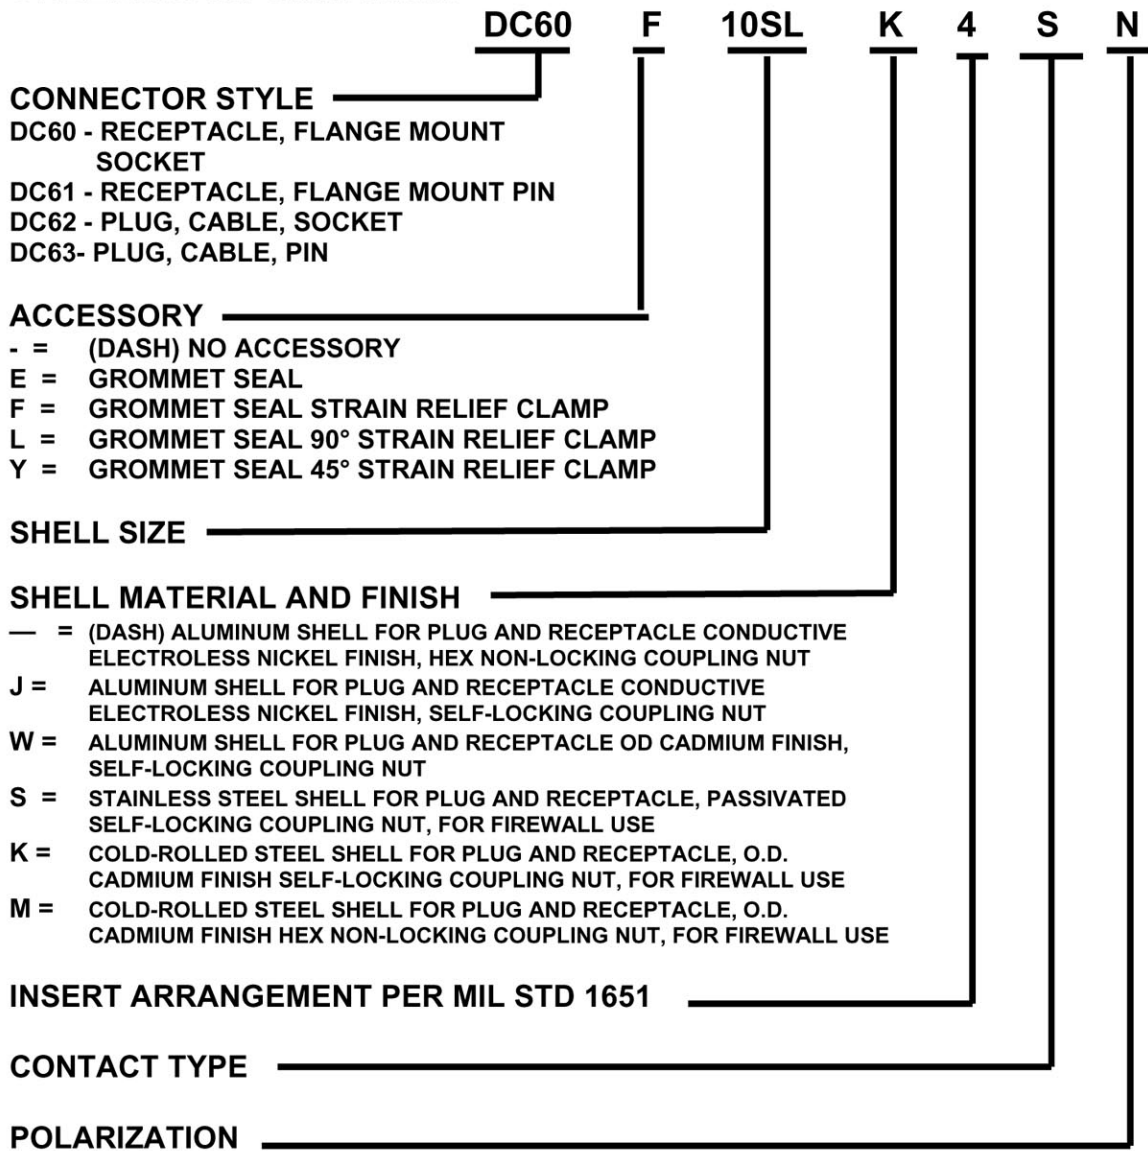 DC60 F 10SL K 4 S N
CONNECTOR STYLE
DC60 - RECEPTACLE, FLANGE MOUNT
SOCKET
DC61 - RECEPTACLE, FLANGE MOUNT PIN
DC62 - PLUG, CABLE, SOCKET
DC63- PLUG, CABLE, PIN
ACCESSORY
- = (DASH) NO ACCESSORY
E = GROMMET SEAL
F = GROMMET SEAL STRAIN RELIEF CLAMP
L = GROMMET SEAL 90° STRAIN RELIEF CLAMP
Y = GROMMET SEAL 45° STRAIN RELIEF CLAMP
SHELL SIZE
SHELL MATERIAL AND FINISH
— = (DASH) ALUMINUM SHELL FOR PLUG AND RECEPTACLE CONDUCTIVE
ELECTROLESS NICKEL FINISH, HEX NON-LOCKING COUPLING NUT
J = ALUMINUM SHELL FOR PLUG AND RECEPTACLE CONDUCTIVE
ELECTROLESS NICKEL FINISH, SELF-LOCKING COUPLING NUT
W = ALUMINUM SHELL FOR PLUG AND RECEPTACLE OD CADMIUM FINISH,
SELF-LOCKING COUPLING NUT
S = STAINLESS STEEL SHELL FOR PLUG AND RECEPTACLE, PASSIVATED
SELF-LOCKING COUPLING NUT, FOR FIREWALL USE
K = COLD-ROLLED STEEL SHELL FOR PLUG AND RECEPTACLE, O.D.
CADMIUM FINISH SELF-LOCKING COUPLING NUT, FOR FIREWALL USE
M = COLD-ROLLED STEEL SHELL FOR PLUG AND RECEPTACLE, O.D.
CADMIUM FINISH HEX NON-LOCKING COUPLING NUT, FOR FIREWALL USE
INSERT ARRANGEMENT PER MIL STD 1651
CONTACT TYPE
POLARIZATION